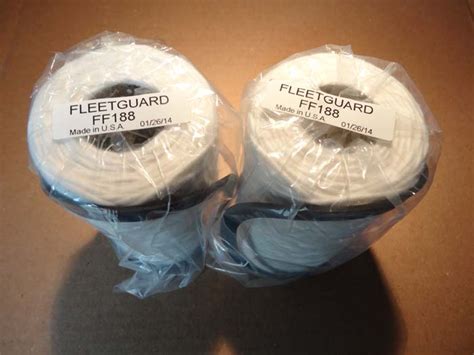 FLEETGUARD
FF188
Made in U.S.A 01/26/14
FLEETGUARD
FF188
Made in U.S.A 01/26/14